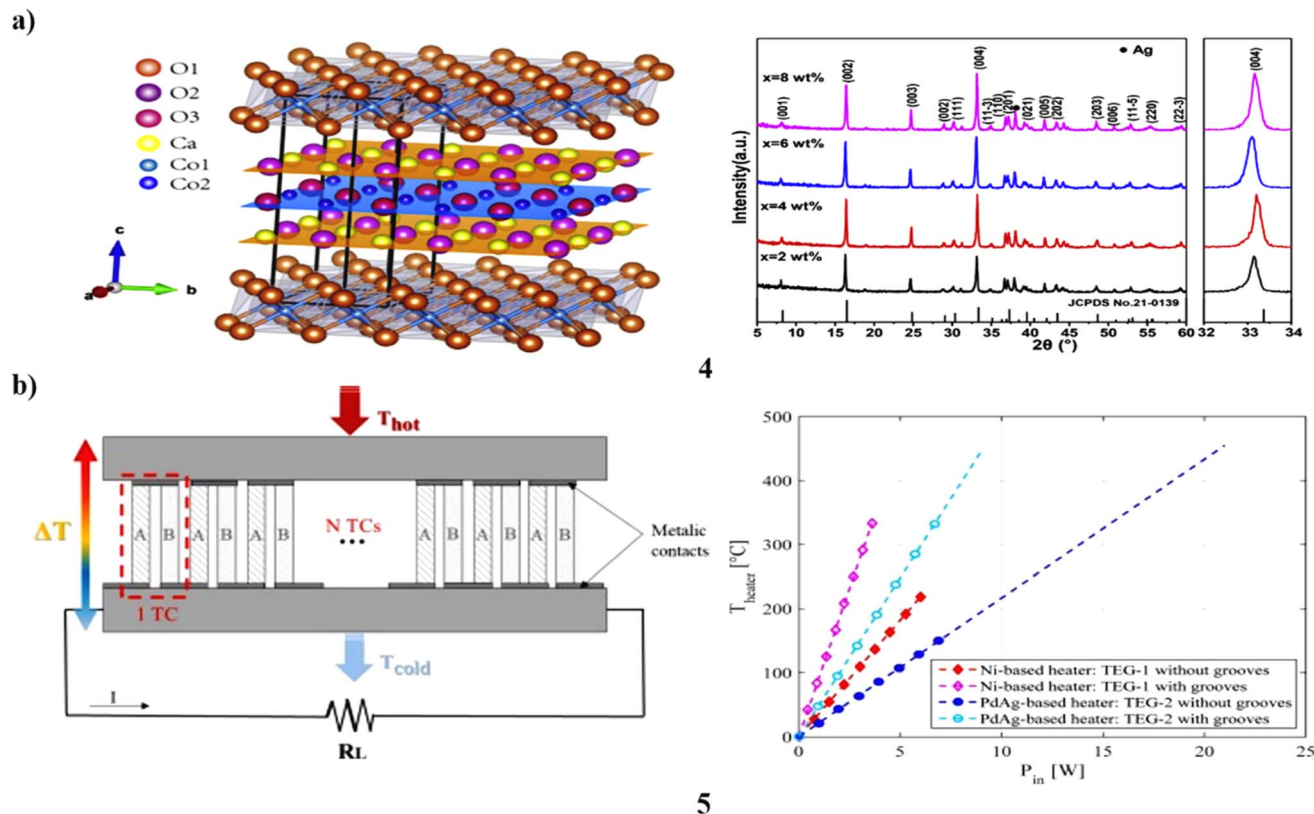 a)
O1
O2
O3
Ca
Co1
Co2
c
a
b
Intensity(a.u.)
● Ag
x=8 wt%
x=6 wt%
x=4 wt%
x=2 wt%
(001)
(002)
(003)
(002)
(111)
(004)
(11-3)
(110)
(201)
(021)
(005)
(202)
(203)
(006)
(11-5)
(220)
(22-3)
(004)
JCPDS No.21-0139
5 10 15 20 25 30 35 40 45 50 55 60
32 33 34
2θ (°)
4
b)
Thot
ΔT
A B A B A B
N TCs
•••
A B A B A B
Metalic
contacts
1 TC
Tcold
I
RL
500
400
300
200
100
0
T_heater [°C]
Ni-based heater: TEG-1 without grooves
Ni-based heater: TEG-1 with grooves
PdAg-based heater: TEG-2 without grooves
PdAg-based heater: TEG-2 with grooves
0 5 10 15 20 25
P_in [W]
5